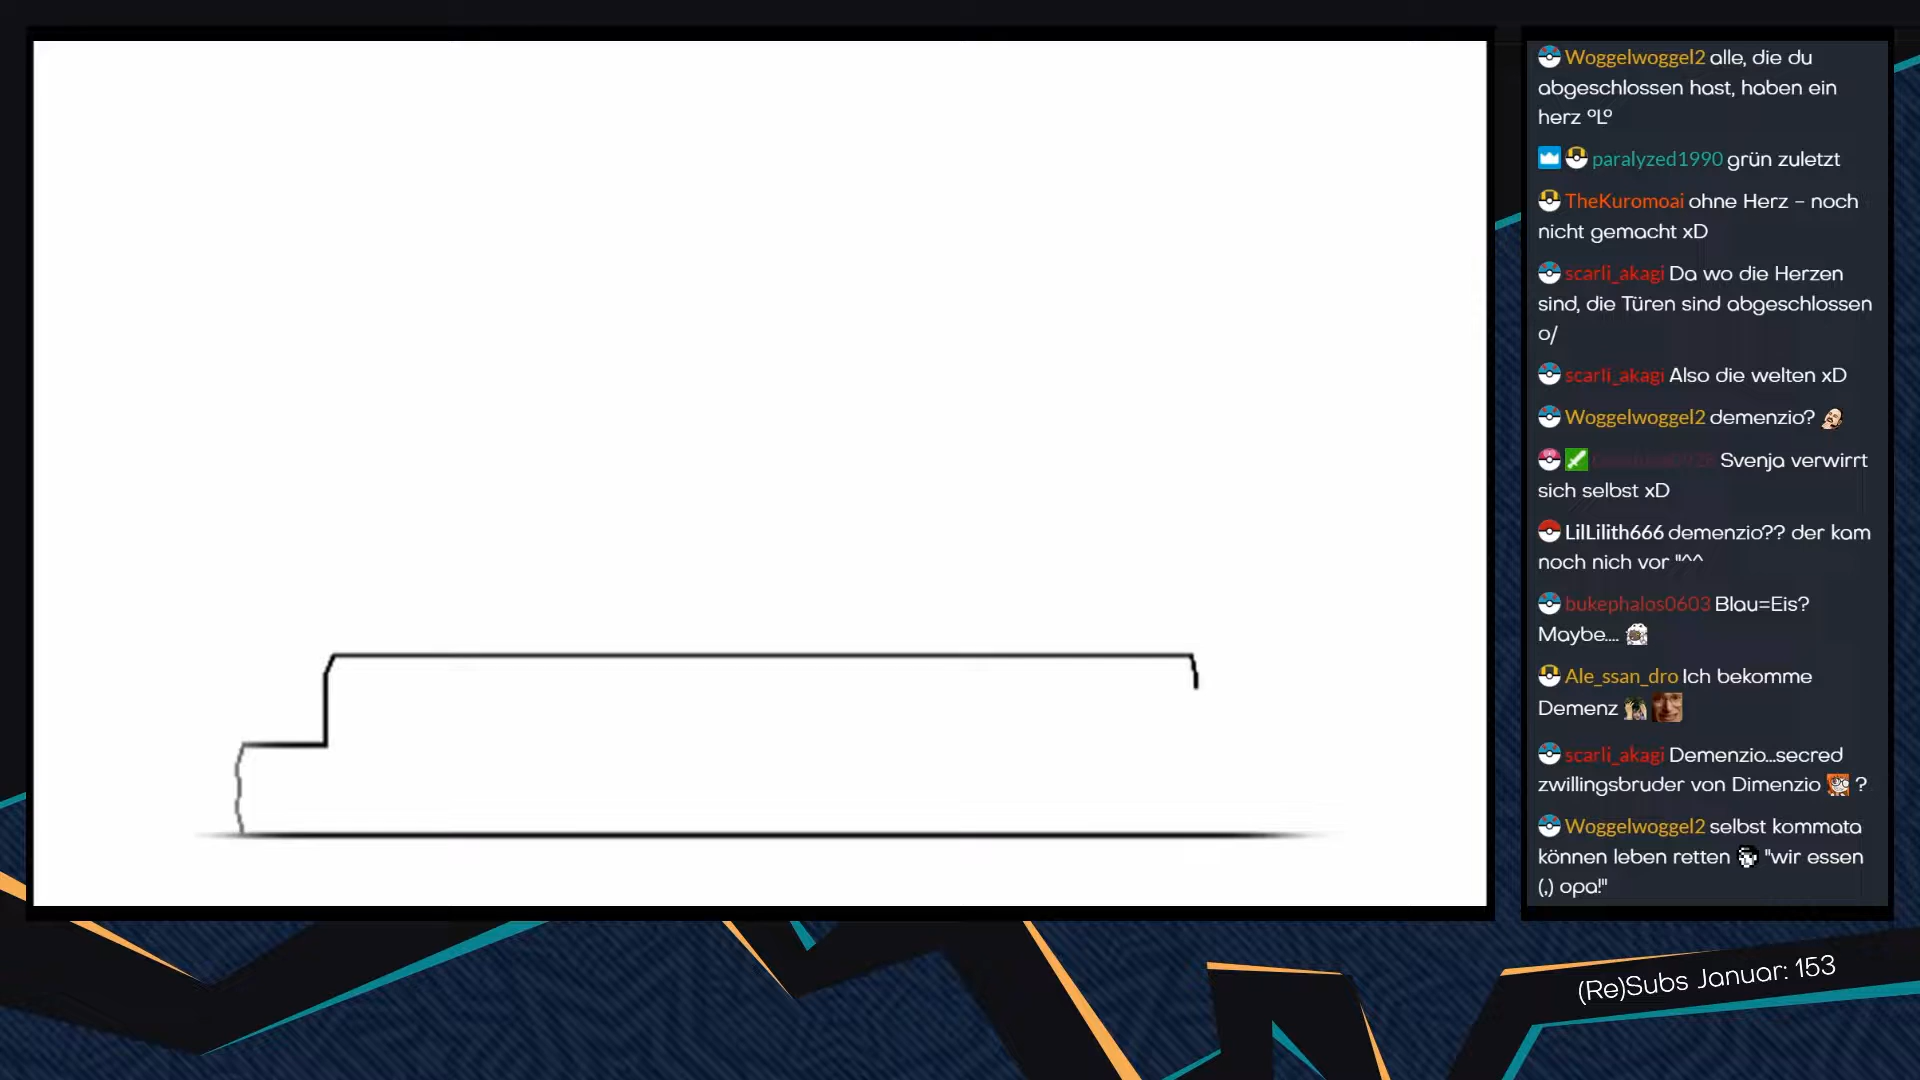 Woggelwoggel2 alle, die du
abgeschlossen hast, haben ein
herz ºLº
paralyzed1990 grün zuletzt
TheKuromoai ohne Herz - noch
nicht gemacht xD
scarli_akagi Da wo die Herzen
sind, die Türen sind abgeschlossen
o/
scarli_akagi Also die welten xD
Woggelwoggel2 demenzio?
Svenja verwirrt
sich selbst xD
LilLilith666 demenzio?? der kam
noch nich vor "^^
bukephalos0603 Blau=Eis?
Maybe....
Ale_ssan_dro Ich bekomme
Demenz
scarli_akagi Demenzio...secred
zwillingsbruder von Dimenzio ?
Woggelwoggel2 selbst kommata
können leben retten "wir essen
(,) opa!"
(Re)Subs Januar: 153